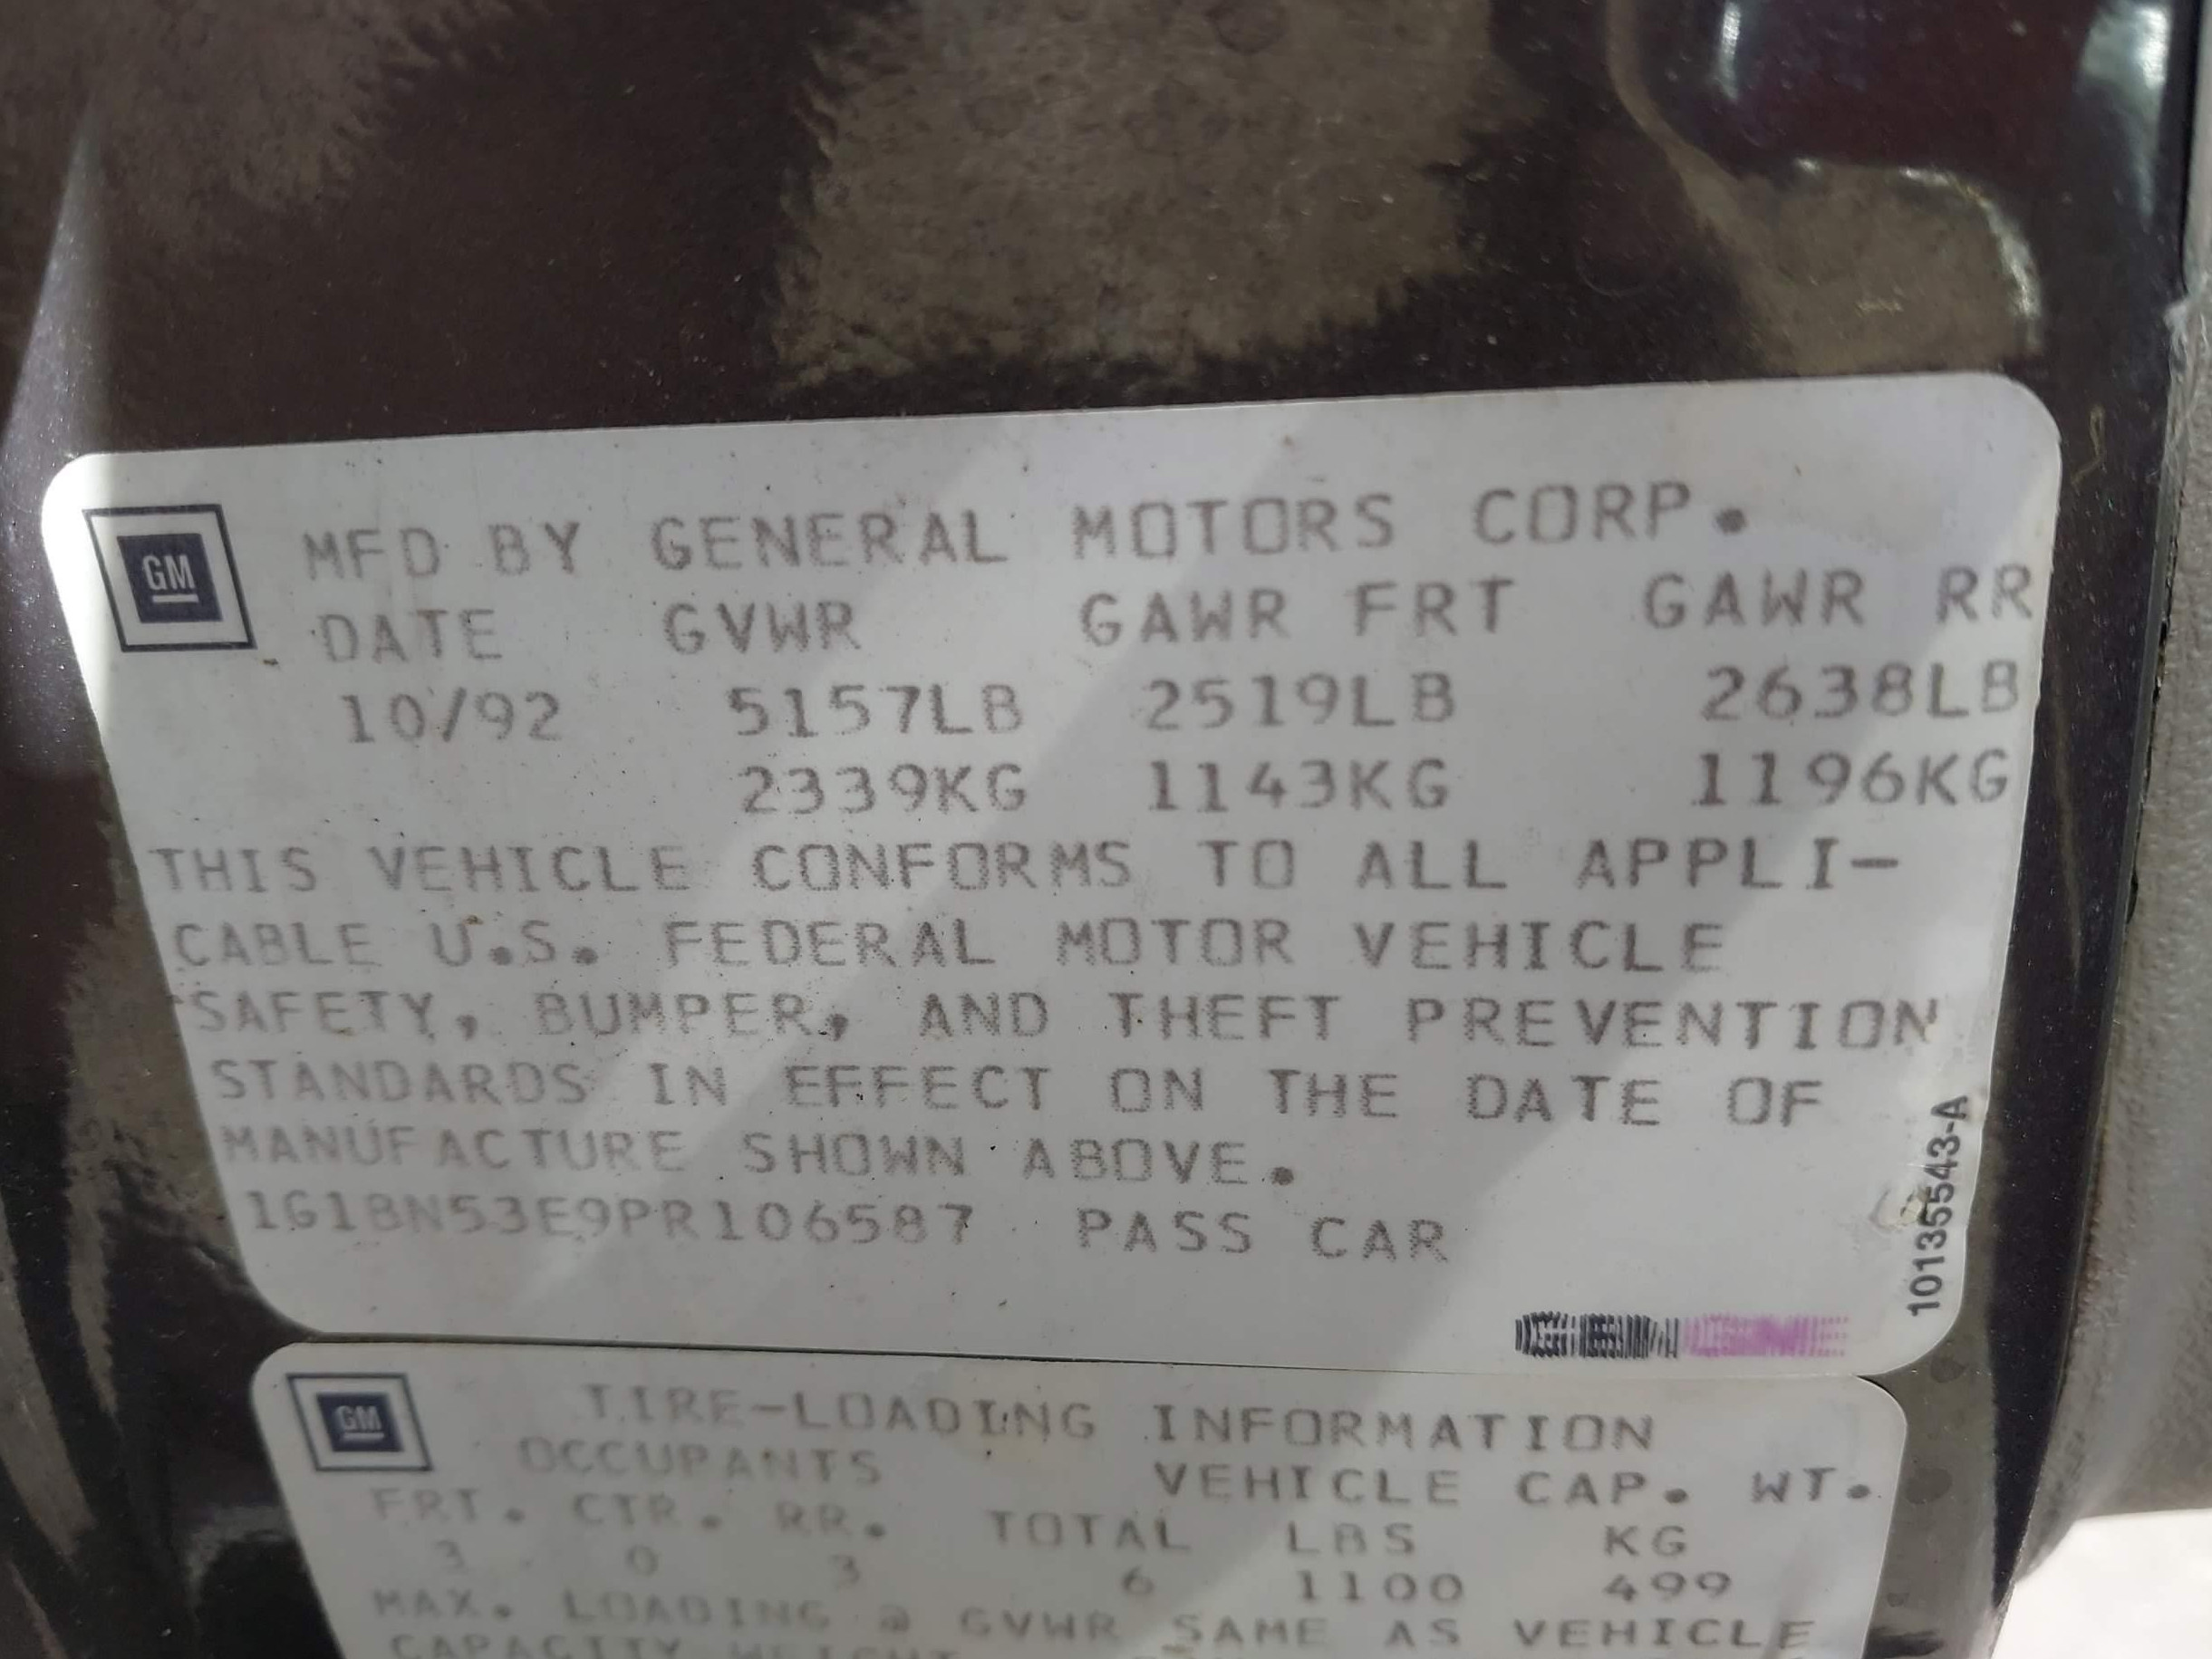 GM
MFD BY GENERAL MOTORS CORP.
DATE GVWR GAWR FRT GAWR RR
10/92 5157LB 2519LB 2638LB
2339KG 1143KG 1196KG
THIS VEHICLE CONFORMS TO ALL APPLI-
CABLE U.S. FEDERAL MOTOR VEHICLE
SAFETY, BUMPER, AND THEFT PREVENTION
STANDARDS IN EFFECT ON THE DATE OF
MANUFACTURE SHOWN ABOVE.
1G1BN53E9PR106587 PASS CAR
10135543-A
GM
TIRE-LOADING INFORMATION
OCCUPANTS VEHICLE CAP. WT.
FRT. CTR. RR. TOTAL LBS KG
3 0 3 6 1100 499
MAX. LOADING @ GVWR SAME AS VEHICLE
CAPACITY WEIGHT